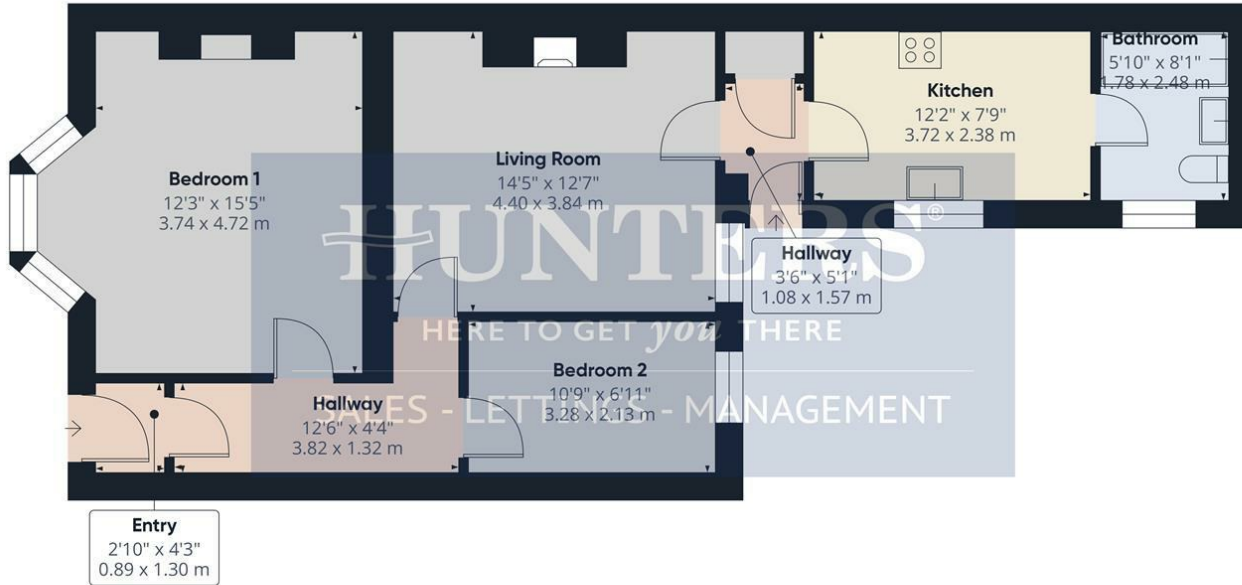 Bedroom 1
12'3" x 15'5"
3.74 x 4.72 m
Living Room
14'5" x 12'7"
4.40 x 3.84 m
Kitchen
12'2" x 7'9"
3.72 x 2.38 m
Bathroom
5'10" x 8'1"
1.78 x 2.48 m
HUNTERS®
HERE TO GET you THERE
SALES - LETTINGS - MANAGEMENT
Hallway
3'6" x 5'1"
1.08 x 1.57 m
Bedroom 2
10'9" x 6'11"
3.28 x 2.13 m
Hallway
12'6" x 4'4"
3.82 x 1.32 m
Entry
2'10" x 4'3"
0.89 x 1.30 m